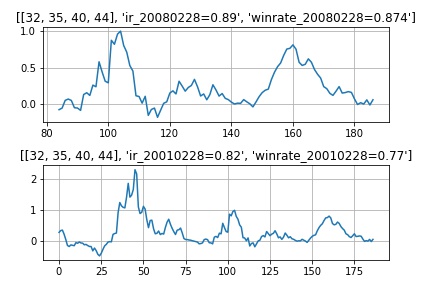 [[32, 35, 40, 44], 'ir_20080228=0.89', 'winrate_20080228=0.874']
1.0
0.5
0.0
80 100 120 140 160 180
[[32, 35, 40, 44], 'ir_20010228=0.82', 'winrate_20010228=0.77']
2
1
0
0 25 50 75 100 125 150 175